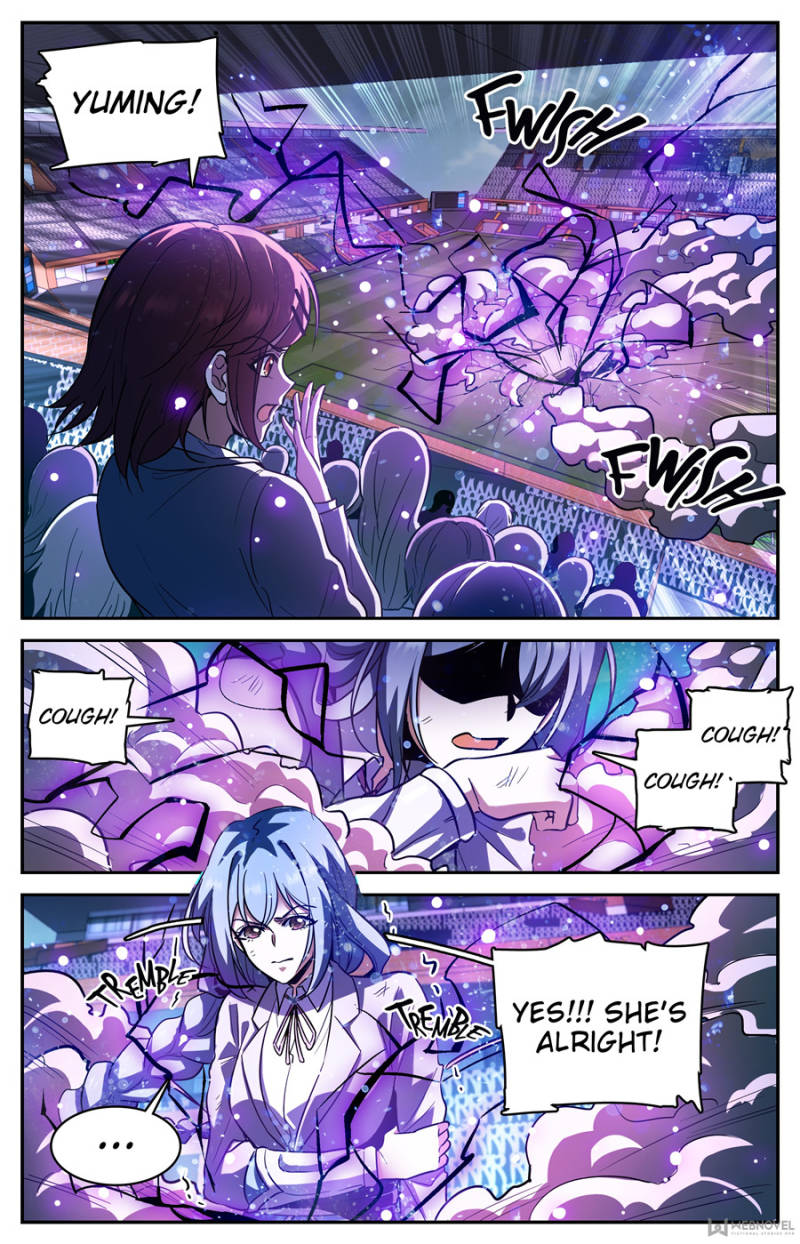 YUMING!
FWISH
FWISH
COUGH!
COUGH!
COUGH!
TREMBLE
TREMBLE
YES!!! SHE'S
ALRIGHT!
...
WEBNOVEL